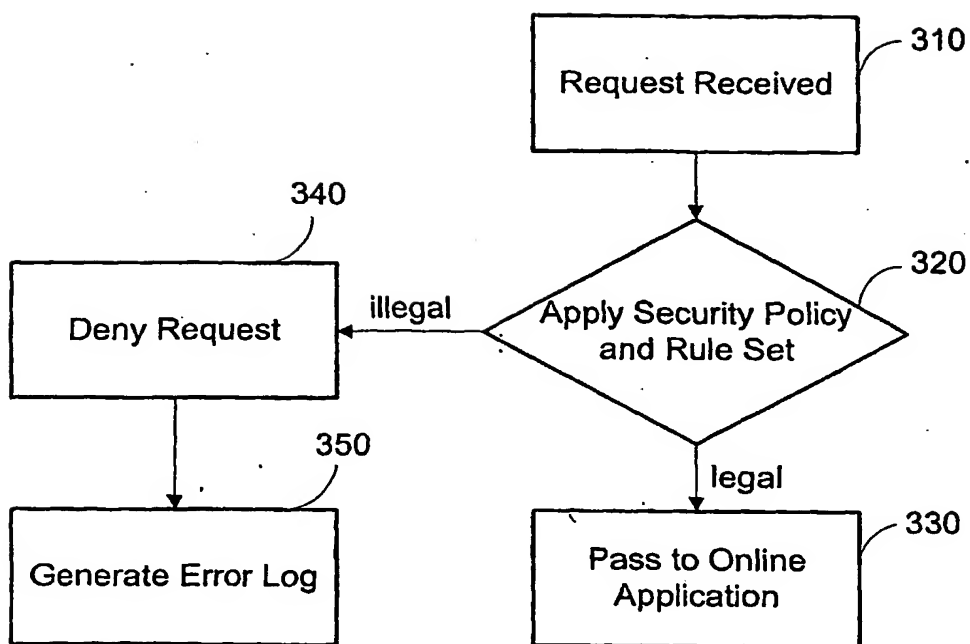 310
Request Received
340
320
illegal
Apply Security Policy
and Rule Set
Deny Request
350
legal
330
Generate Error Log
Pass to Online
Application